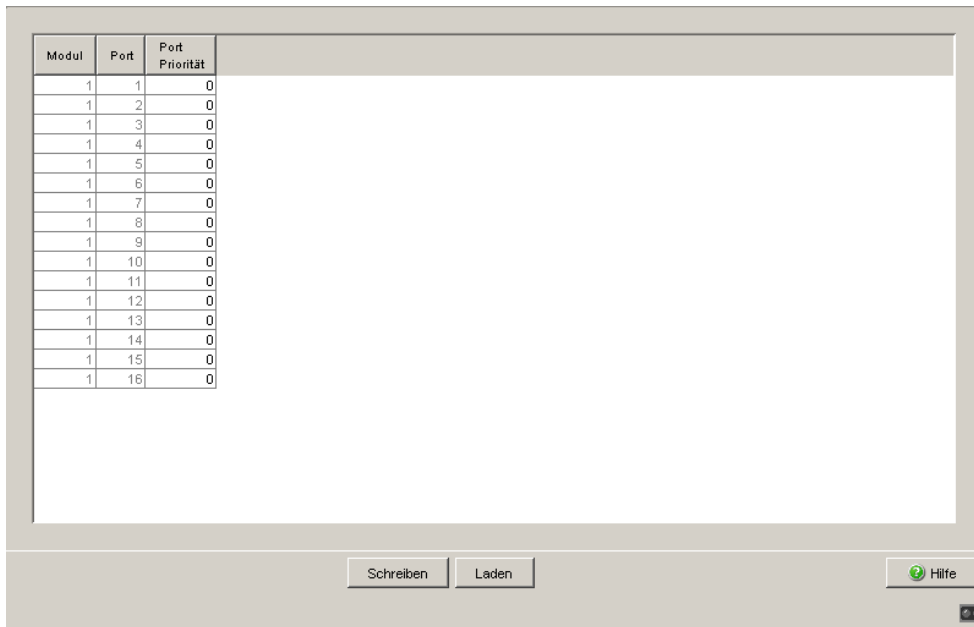 Modul Port Port Priorität
1 1 0
1 2 0
1 3 0
1 4 0
1 5 0
1 6 0
1 7 0
1 8 0
1 9 0
1 10 0
1 11 0
1 12 0
1 13 0
1 14 0
1 15 0
1 16 0
Schreiben Laden Hilfe